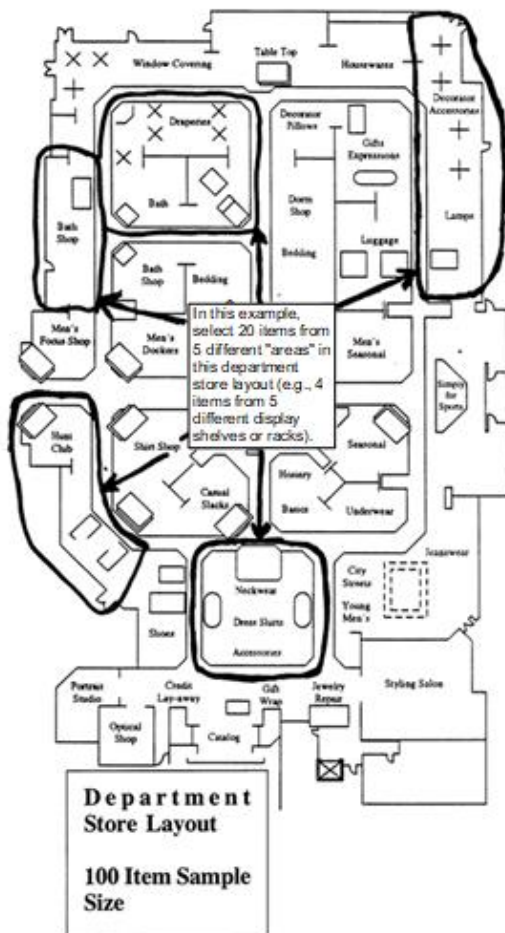 Table Top
Window Covering
Housewares
Decorator
Accessories
Draperies
Decorator
Pillows
Gifts
Expressions
Bath
Shop
Bath
Dorm
Shop
Lamps
Bath
Shop
Bedding
Bedding
Luggage
In this example,
select 20 items from
5 different "areas" in
this department
store layout (e.g., 4
items from 5
different display
shelves or racks).
Men's
Focus Shop
Men's
Dockers
Men's
Seasonal
Simply
for
Sports
Hunt
Club
Shirt Shop
Seasonal
Casual
Slacks
Hosiery
Basics
Underwear
Jeanswear
City
Streets
Young
Men's
Neckwear
Dress Shirts
Accessories
Shoes
Portrait
Studio
Credit
Lay-away
Gift
Wrap
Jewelry
Repair
Styling Salon
Optical
Shop
Catalog
Department
Store Layout
100 Item Sample
Size